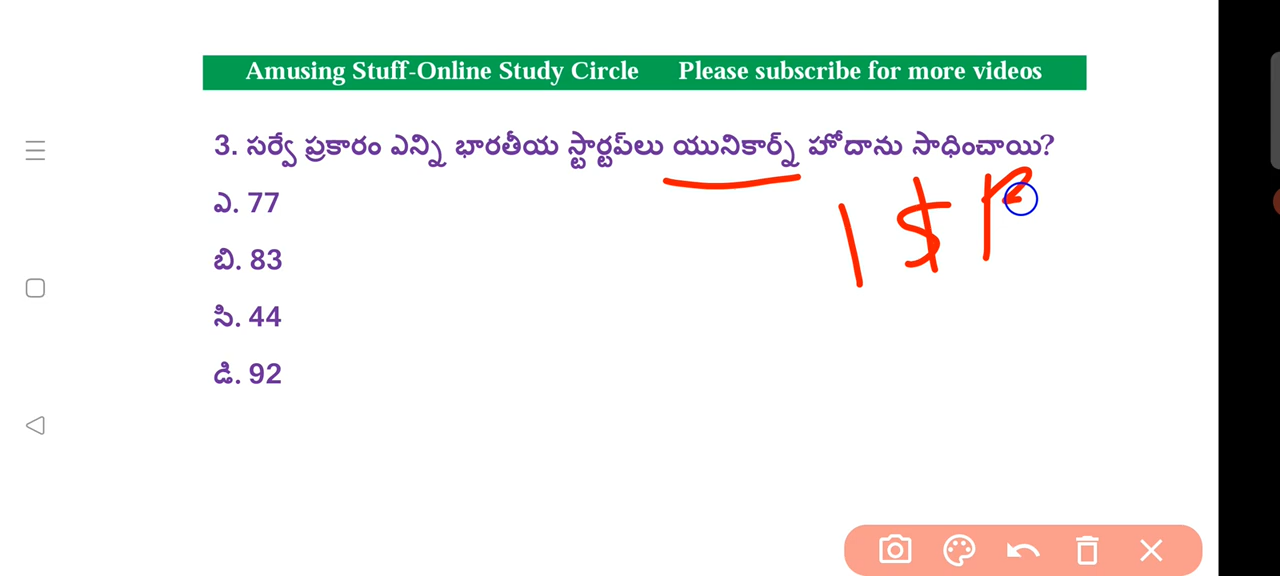 Amusing Stuff-Online Study Circle Please subscribe for more videos
3. సర్వే ప్రకారం ఎన్ని భారతీయ స్టార్టప్‌లు యునికార్న్ హోదాను సాధించాయి?
1 $ B
ఎ. 77
బి. 83
సి. 44
డి. 92